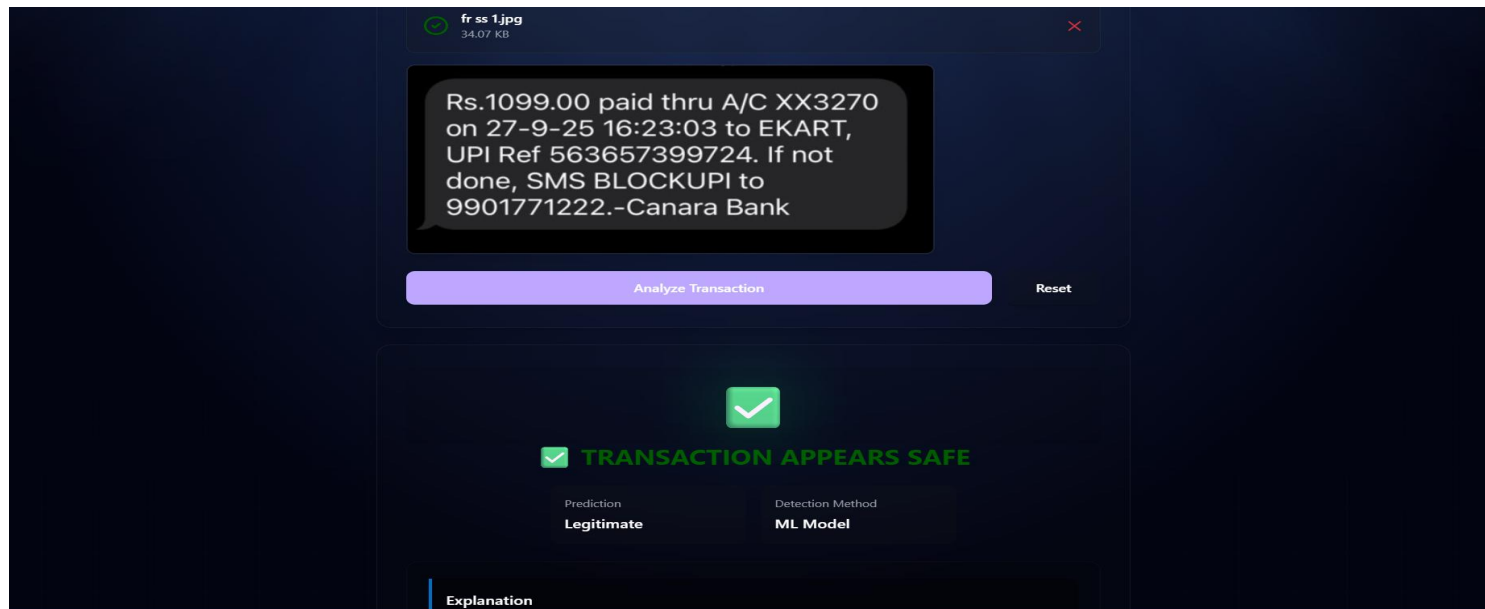 fr ss 1.jpg
34.07 KB
Rs.1099.00 paid thru A/C XX3270
on 27-9-25 16:23:03 to EKART,
UPI Ref 563657399724. If not
done, SMS BLOCKUPI to
9901771222.-Canara Bank
Analyze Transaction
Reset
TRANSACTION APPEARS SAFE
Prediction
Detection Method
Legitimate
ML Model
Explanation